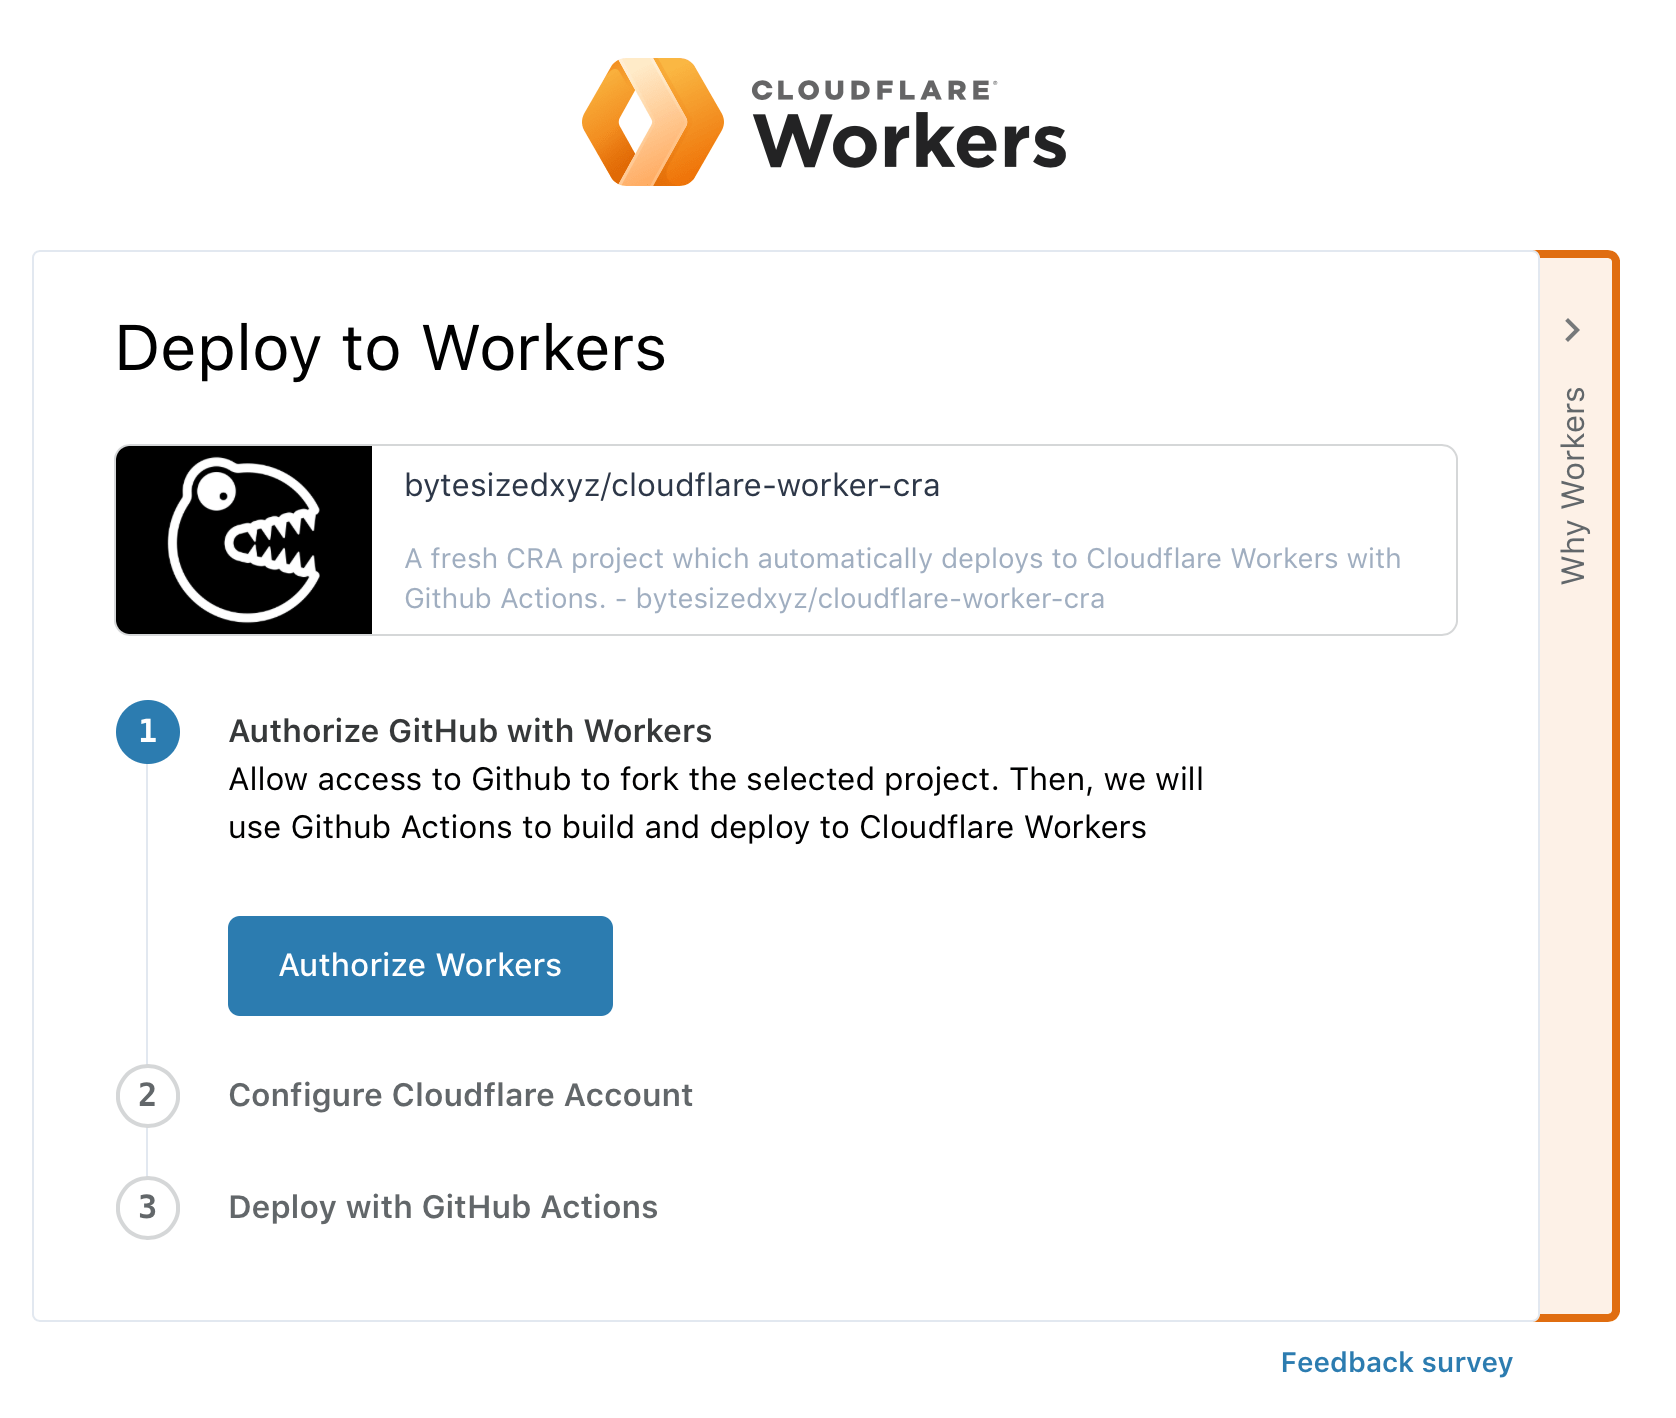 CLOUDFLARE®
Workers
Deploy to Workers
bytesizedxyz/cloudflare-worker-cra
A fresh CRA project which automatically deploys to Cloudflare Workers with
Github Actions. - bytesizedxyz/cloudflare-worker-cra
1
Authorize GitHub with Workers
Allow access to Github to fork the selected project. Then, we will
use Github Actions to build and deploy to Cloudflare Workers
Authorize Workers
2
Configure Cloudflare Account
3
Deploy with GitHub Actions
Why Workers
Feedback survey